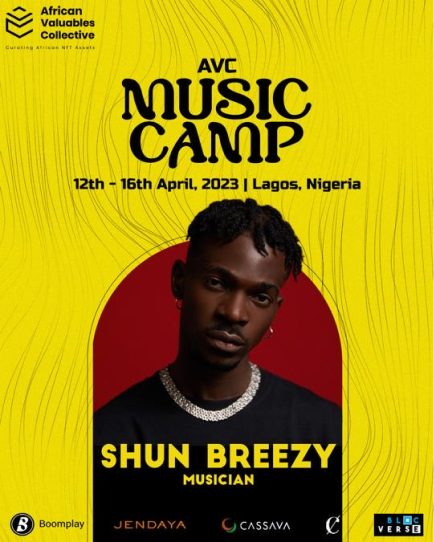 African
Valuables
Collective
Curating African NFT Assets
AVC
MUSIC
CAMP
12th - 16th April, 2023 | Lagos, Nigeria
SHUN BREEZY
MUSICIAN
B Boomplay
JENDAYA
CASSAVA
BLOC
VERSE